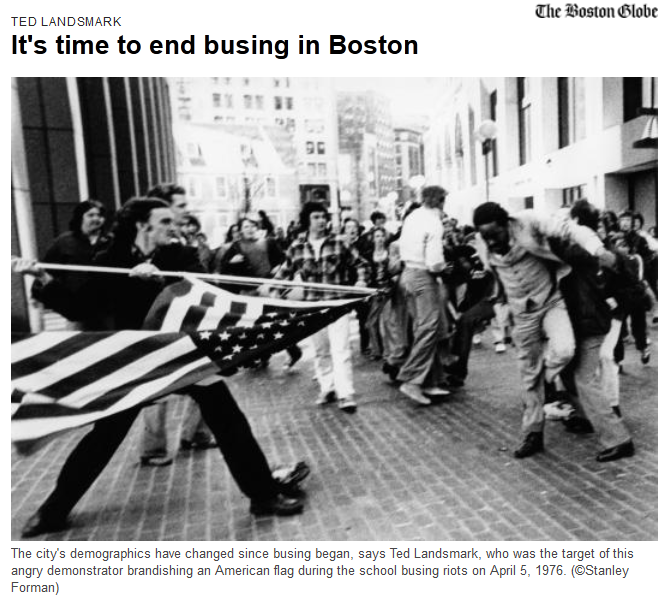 The Boston Globe
TED LANDSMARK
It's time to end busing in Boston
The city's demographics have changed since busing began, says Ted Landsmark, who was the target of this
angry demonstrator brandishing an American flag during the school busing riots on April 5, 1976. (©Stanley
Forman)